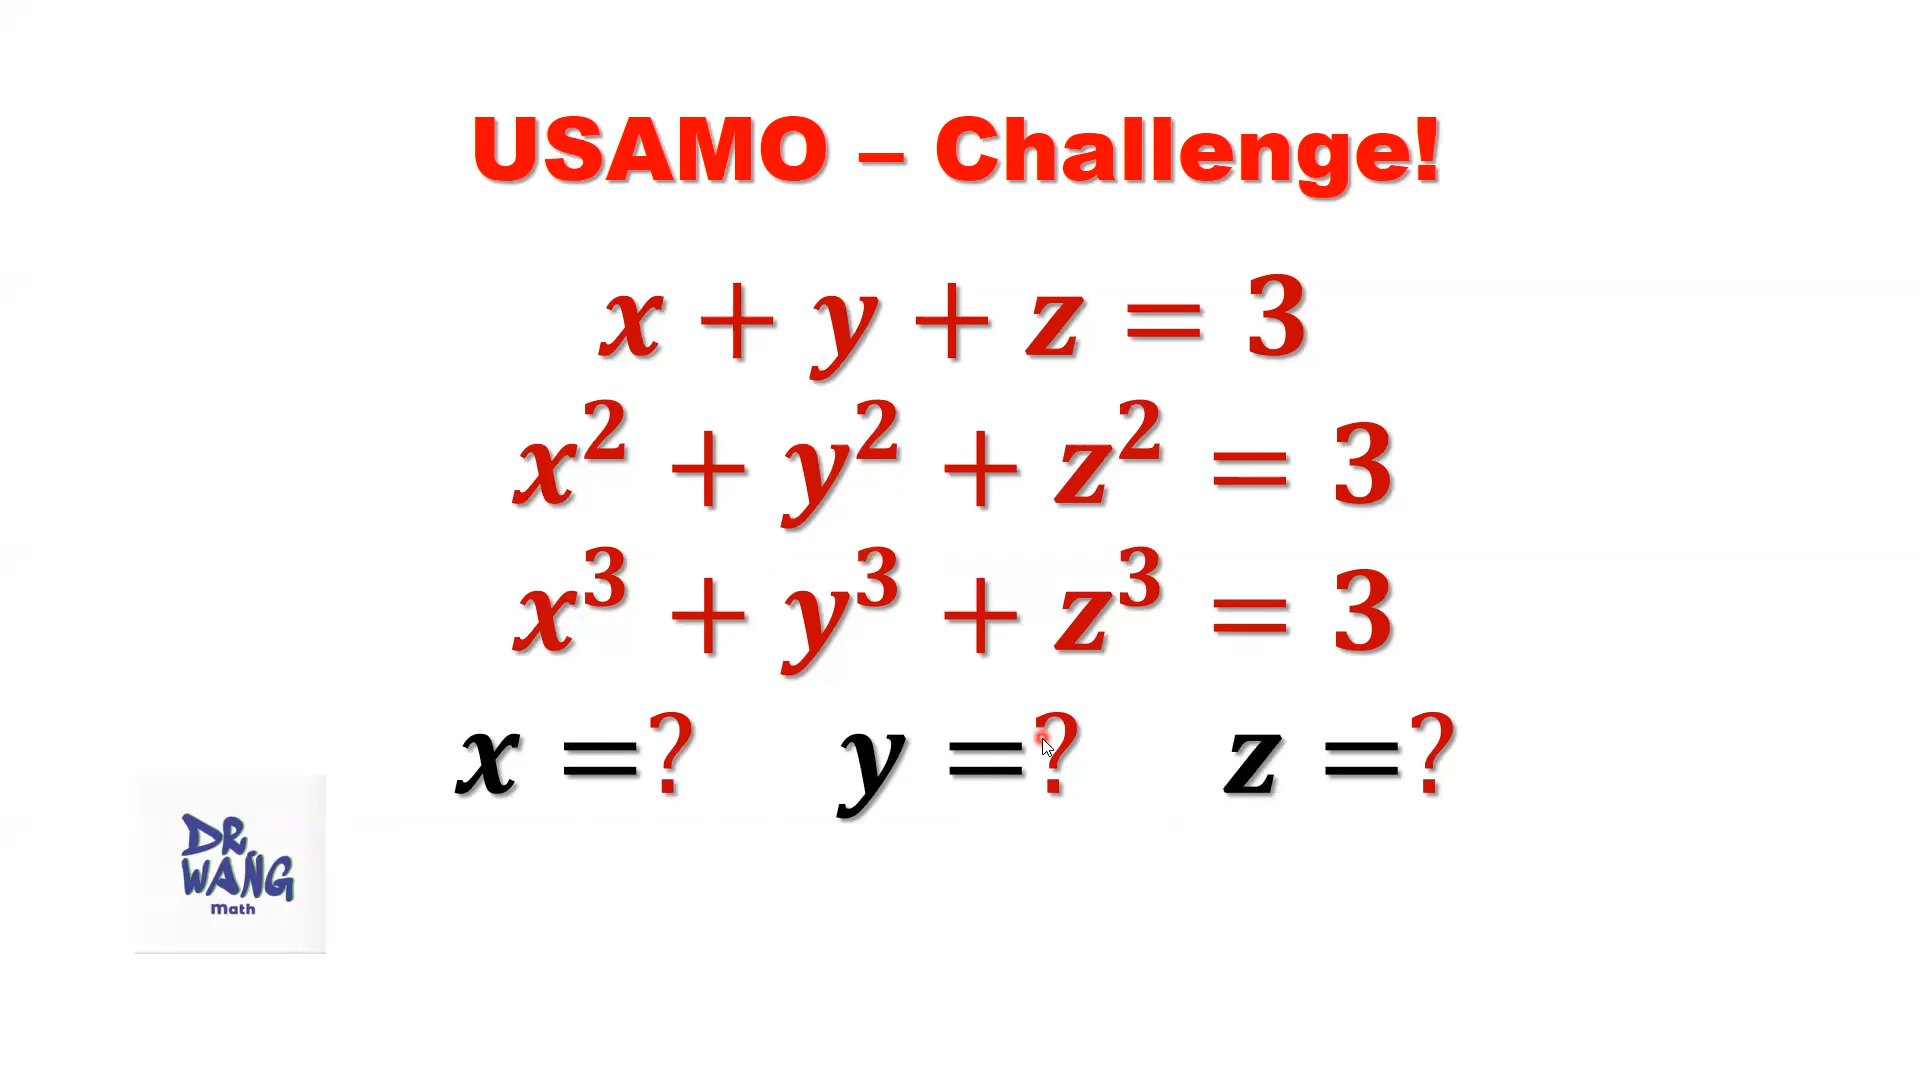 USAMO – Challenge!
x + y + z = 3
x² + y² + z² = 3
x³ + y³ + z³ = 3
x =? y =? z =?
DR.
WANG
math